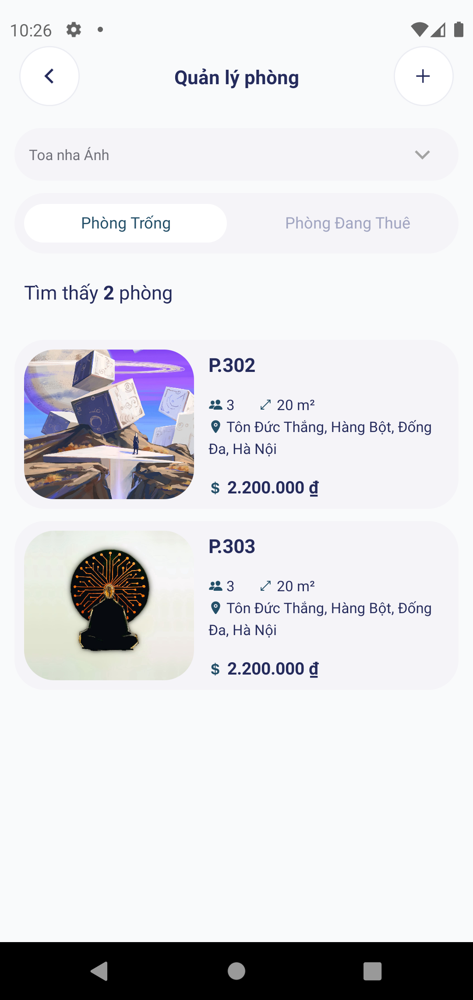 10:26
Quản lý phòng
Toa nha Ánh
Phòng Trống
Phòng Đang Thuê
Tìm thấy 2 phòng
P.302
3 20 m²
Tôn Đức Thắng, Hàng Bột, Đống
Đa, Hà Nội
$ 2.200.000 ₫
P.303
3 20 m²
Tôn Đức Thắng, Hàng Bột, Đống
Đa, Hà Nội
$ 2.200.000 ₫